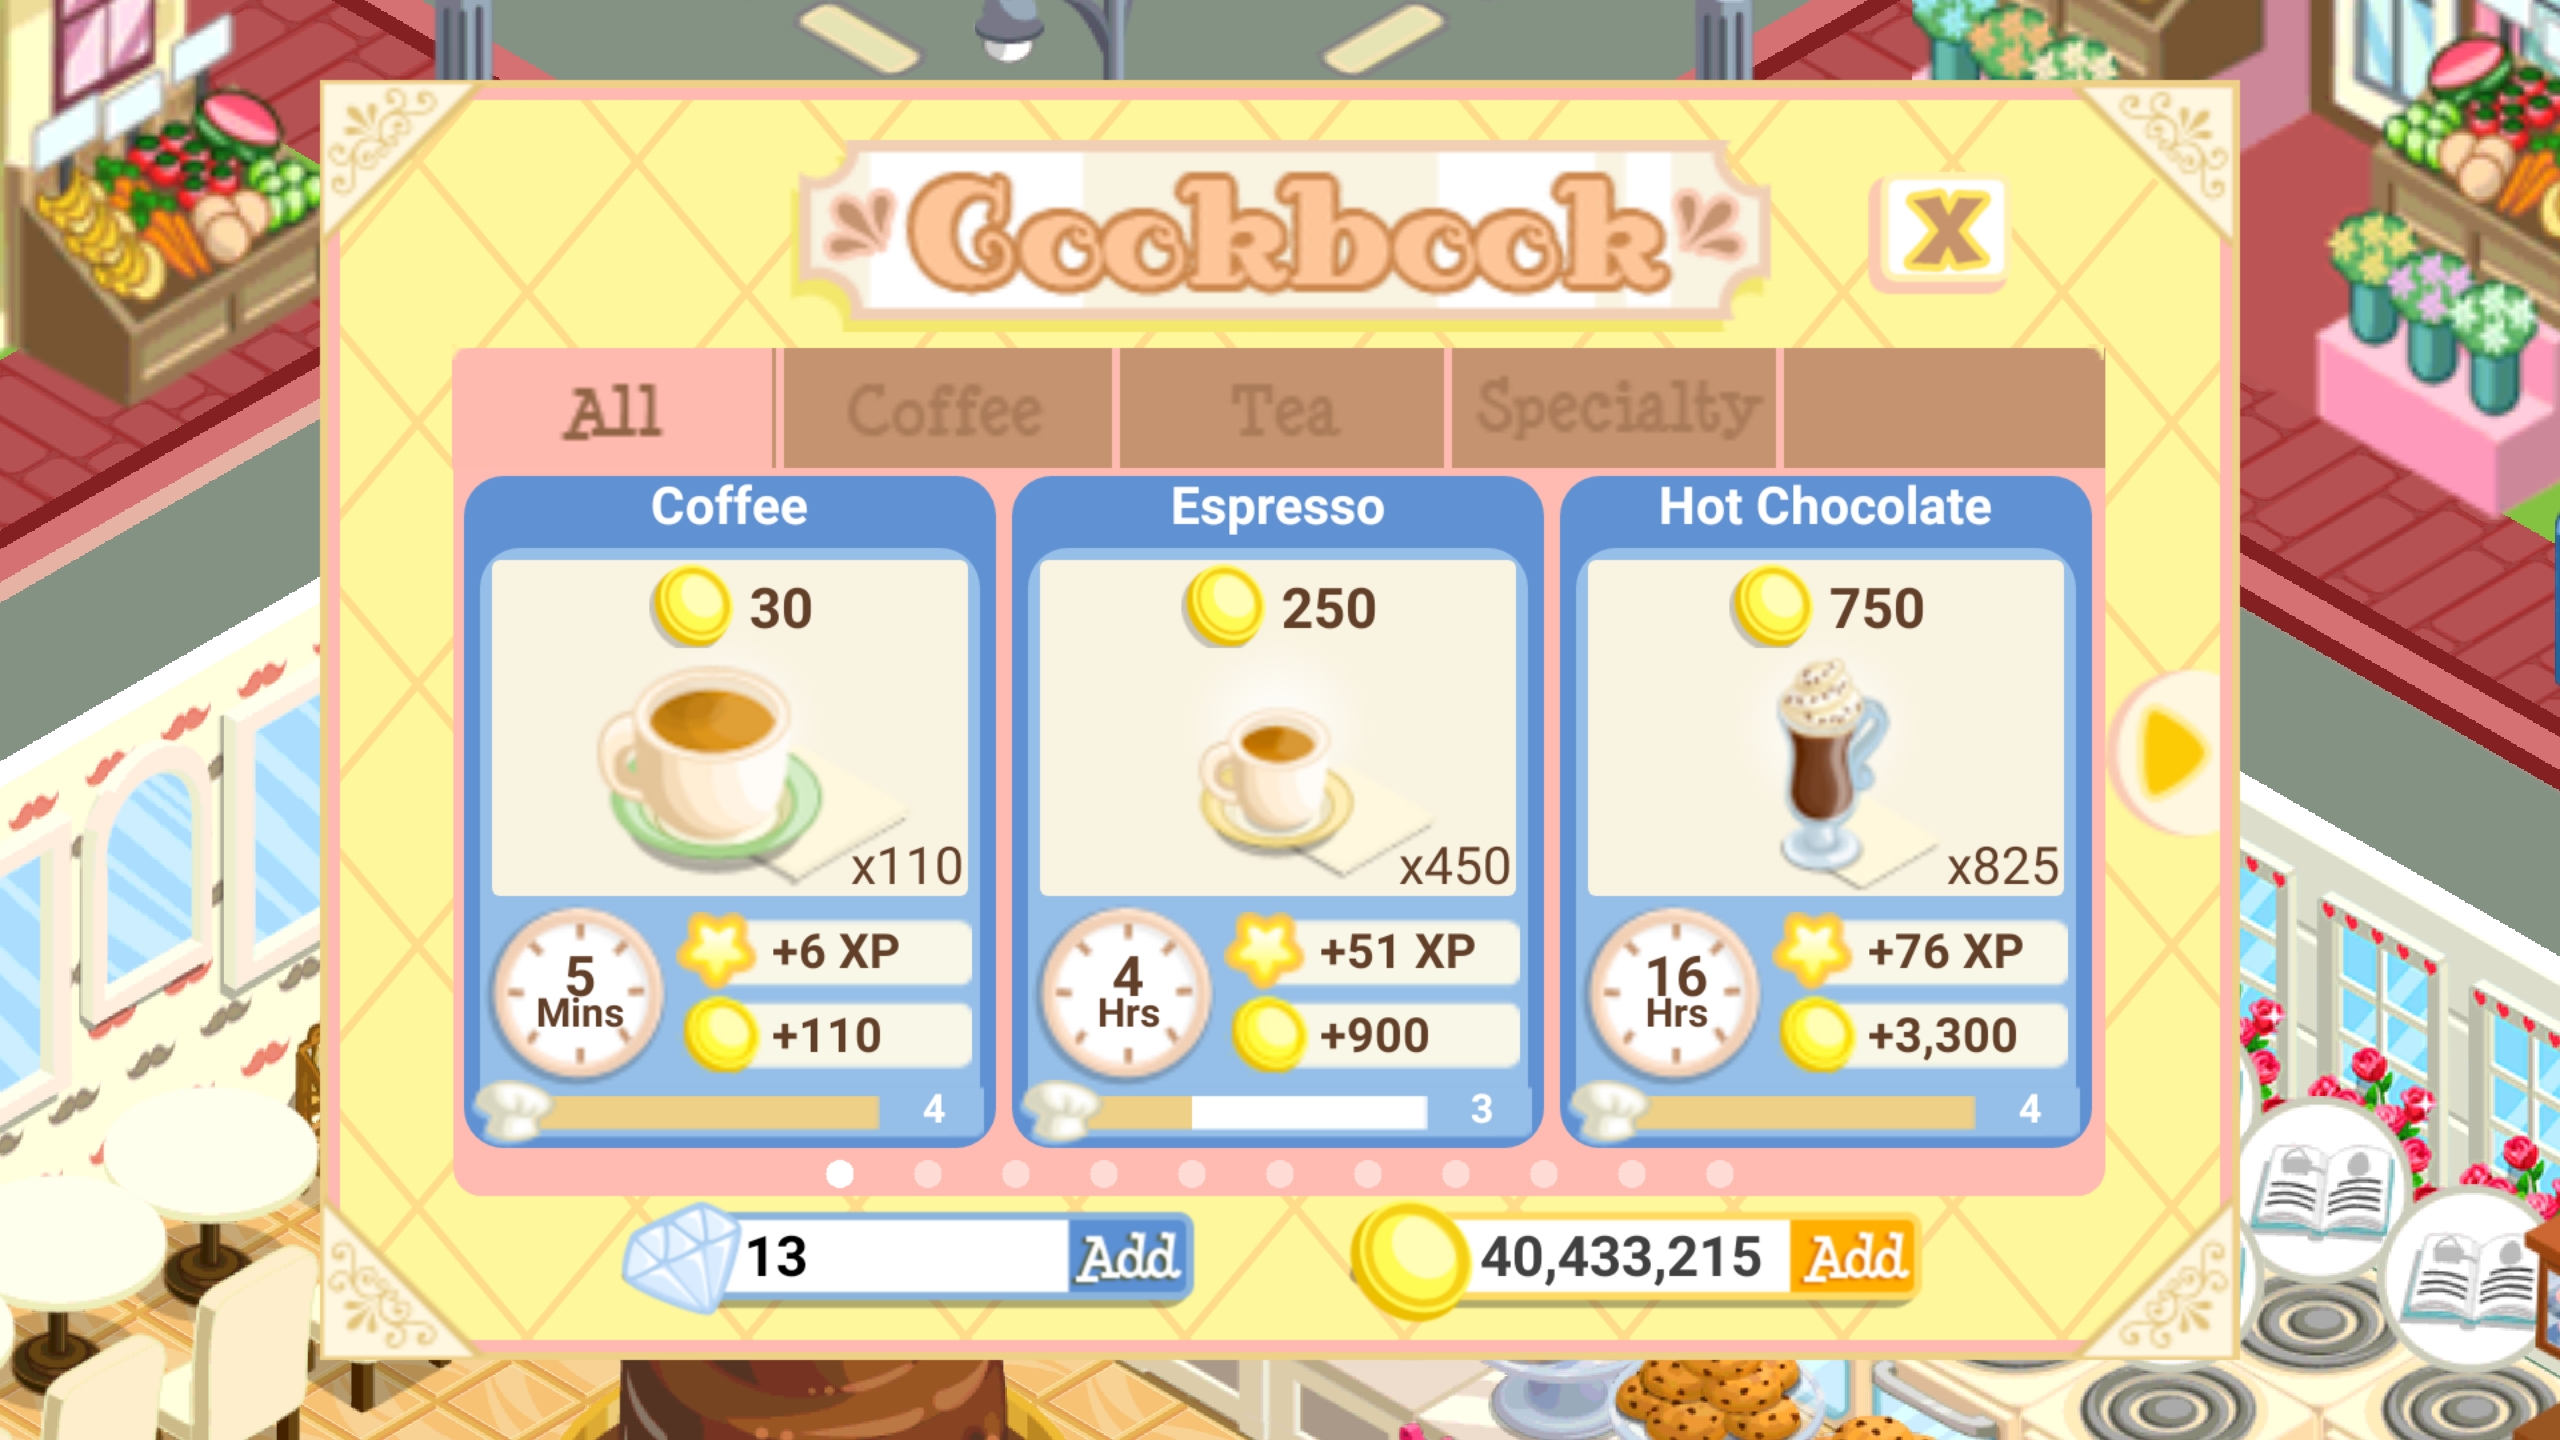 Cookbook
X
All
Coffee
Tea
Specialty
Coffee
30
x110
5
Mins
+6 XP
+110
4
Espresso
250
x450
4
Hrs
+51 XP
+900
3
Hot Chocolate
750
x825
16
Hrs
+76 XP
+3,300
4
13
Add
40,433,215
Add